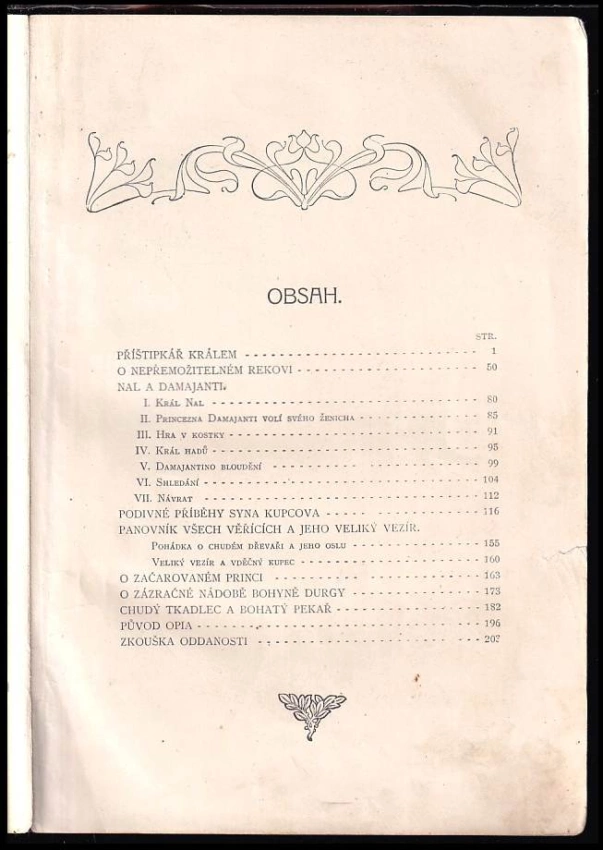 OBSAH.
STR.
PŘÍŠTIPKÁŘ KRÁLEM - - - - - - - - - - - - - - - - - - - - - - - - - - 1
O NEPŘEMOŽITELNÉM REKOVI - - - - - - - - - - - - - - - - - - - - 50
NAL A DAMAJANTI.
I. Král Nal - - - - - - - - - - - - - - - - - - - - - - - - - - - - 80
II. Princezna Damajanti volí svého ženicha - - - - - - - - - - - - - 85
III. Hra v kostky - - - - - - - - - - - - - - - - - - - - - - - - - - 91
IV. Král hadů - - - - - - - - - - - - - - - - - - - - - - - - - - - 95
V. Damajantino bloudění - - - - - - - - - - - - - - - - - - - - - 99
VI. Shledání - - - - - - - - - - - - - - - - - - - - - - - - - - - - 104
VII. Návrat - - - - - - - - - - - - - - - - - - - - - - - - - - - - 112
PODIVNÉ PŘÍBĚHY SYNA KUPCOVA - - - - - - - - - - - - - - - - - 116
PANOVNÍK VŠECH VĚŘÍCÍCH A JEHO VELIKÝ VEZÍR.
Pohádka o chudém dřevaři a jeho oslu - - - - - - - - - - - - - - 155
Veliký vezír a vděčný kupec - - - - - - - - - - - - - - - - - - - 160
O ZAČAROVANÉM PRINCI - - - - - - - - - - - - - - - - - - - - - - - 163
O ZÁZRAČNÉ NÁDOBĚ BOHYNĚ DURGY - - - - - - - - - - - - - - - 173
CHUDÝ TKADLEC A BOHATÝ PEKAŘ - - - - - - - - - - - - - - - - - 182
PŮVOD OPIA - - - - - - - - - - - - - - - - - - - - - - - - - - - - - 196
ZKOUŠKA ODDANOSTI - - - - - - - - - - - - - - - - - - - - - - - - 203